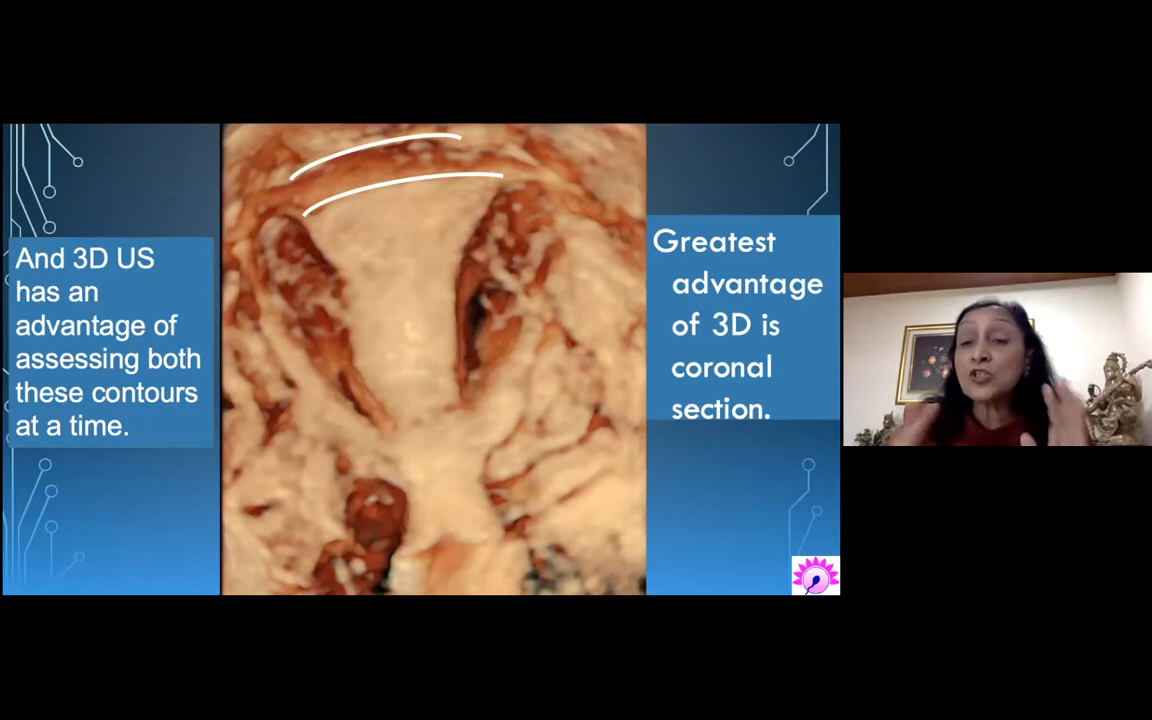 And 3D US
has an
advantage of
assessing both
these contours
at a time.
Greatest
advantage
of 3D is
coronal
section.